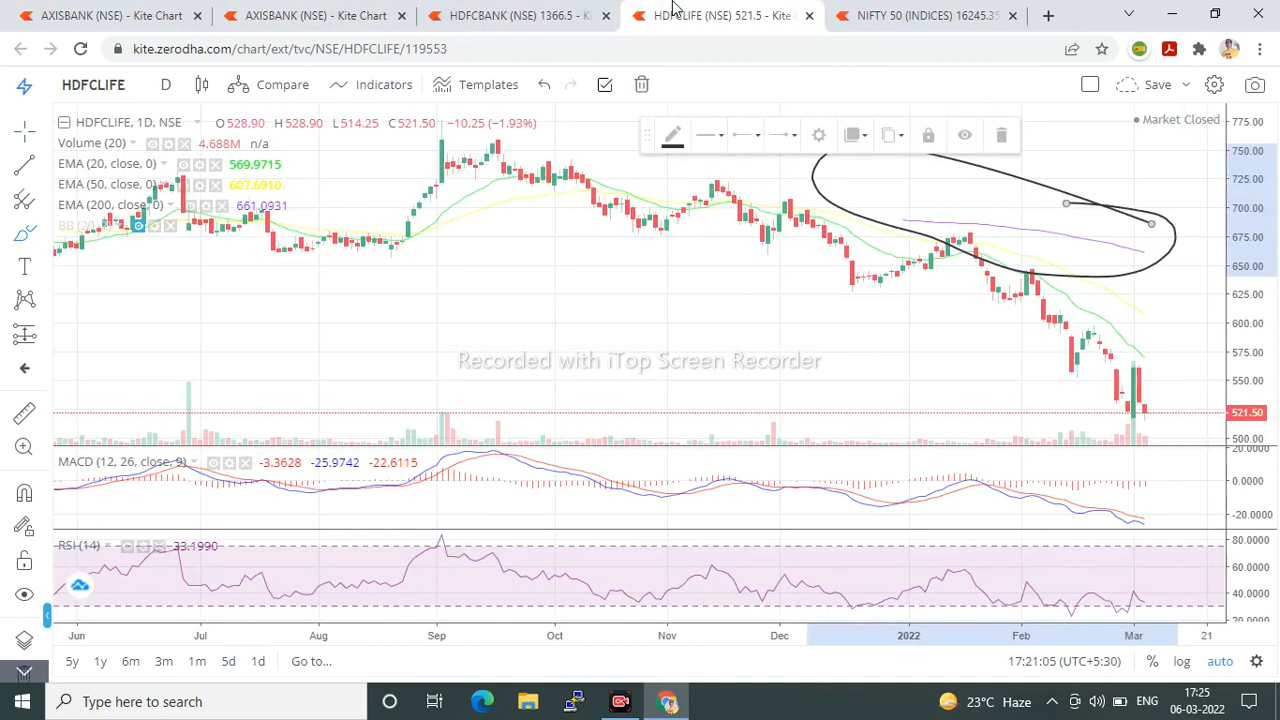 AXISBANK (NSE) - Kite Chart
AXISBANK (NSE) - Kite Chart
HDFCBANK (NSE) 1366.5 - Kite
HDFCLIFE (NSE) 521.5 - Kite
NIFTY 50 (INDICES) 16245.35
kite.zerodha.com/chart/ext/tvc/NSE/HDFCLIFE/119553
HDFCLIFE D Compare Indicators Templates Save
HDFCLIFE, 1D, NSE O 528.90 H 528.90 L 514.25 C 521.50 −10.25 (−1.93%)
Market Closed
Volume (20) 4.688M n/a
EMA (20, close, 0) 569.9715
EMA (50, close, 0) 607.6910
EMA (200, close, 0) 661.0931
775.00
750.00
725.00
700.00
675.00
650.00
625.00
600.00
575.00
550.00
521.50
500.00
Recorded with iTop Screen Recorder
MACD (12, 26, close, 9) -3.3628 -25.9742 -22.6115
20.0000
0.0000
-20.0000
RSI (14) 33.1990
80.0000
60.0000
40.0000
20.0000
Jun Jul Aug Sep Oct Nov Dec 2022 Feb Mar 21
5y 1y 6m 3m 1m 5d 1d Go to... 17:21:05 (UTC+5:30) % log auto
Type here to search
23°C Haze ENG
17:25
06-03-2022